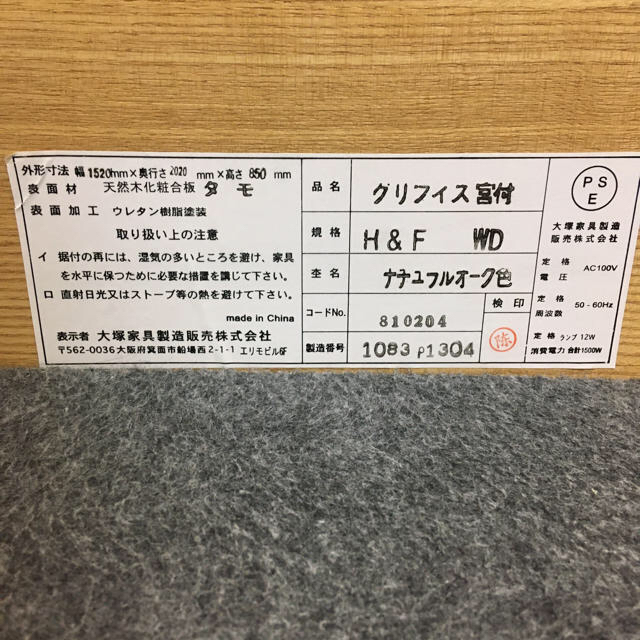 外形寸法 幅1520mm×奥行さ2020 mm×高さ850mm
表面材 天然木化粧合板 タモ
表面加工 ウレタン樹脂塗装
取り扱い上の注意
イ 据付の再には、湿気の多いところを避け、家具
を水平に保つために必要な措置を講じて下さい。
ロ 直射日光又はストーブ等の熱を避けて下さい。
made in China
表示者 大塚家具製造販売株式会社
〒562-0036大阪府箕面市船場西2-1-1 エリモビル6F
品名 グリフィス宮付
規格 H&F WD
杢名 ナチュラルオーク色
コードNo. 810204
検印
製造番号 1083 P1304
PS
E
大塚家具製造
販売株式会社
定格
電圧 AC100V
定格
周波数 50-60Hz
定格 ランプ 12W
消費電力 合計1500W